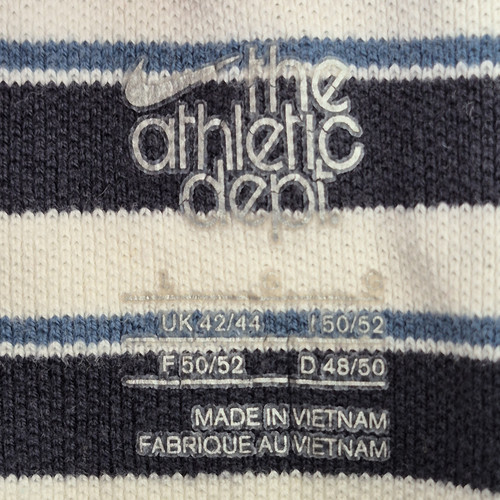 the
athletic
dept.
L G G
UK 42/44 I 50/52
F 50/52 D 48/50
MADE IN VIETNAM
FABRIQUE AU VIETNAM